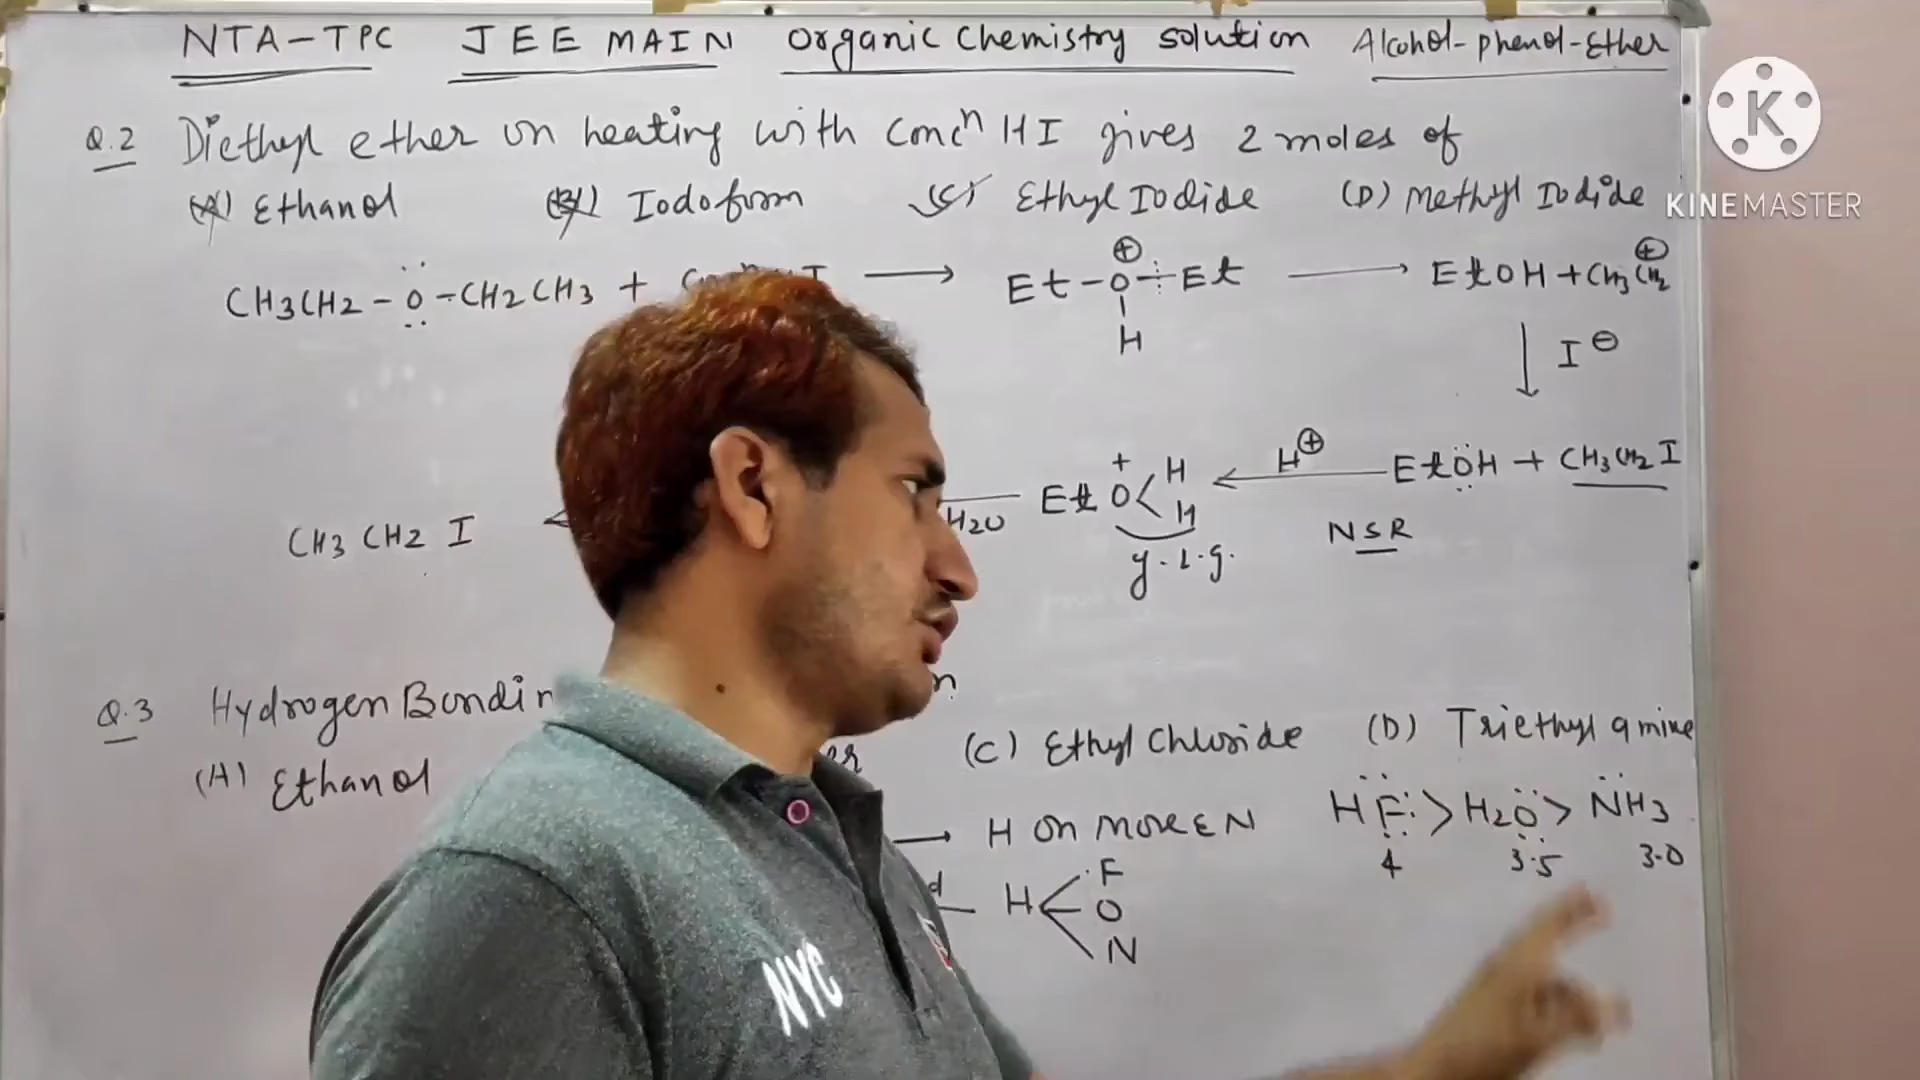 NTA-TPC JEE MAIN Organic Chemistry solution Alcohol-phenol-Ether
Q.2 Diethyl ether on heating with concⁿ HI gives 2 moles of
(A) Ethanol (B) Iodoform (C) Ethyl Iodide (D) Methyl Iodide
KINEMASTER
CH3CH2-O-CH2CH3 + → Et-O-Et → EtOH + CH3CH2
⊕ ⊕
H
↓ I⊖
EtO+ H H ← H⊕ EtOH + CH3CH2I
CH3CH2I ← H2O
NSR
g.l.g.
Q.3 Hydrogen Bondin
(A) Ethanol (C) Ethyl Chloride (D) Triethyl amine
→ H on more EN HF > H2O > NH3
4 3.5 3.0
H F O N
NYC